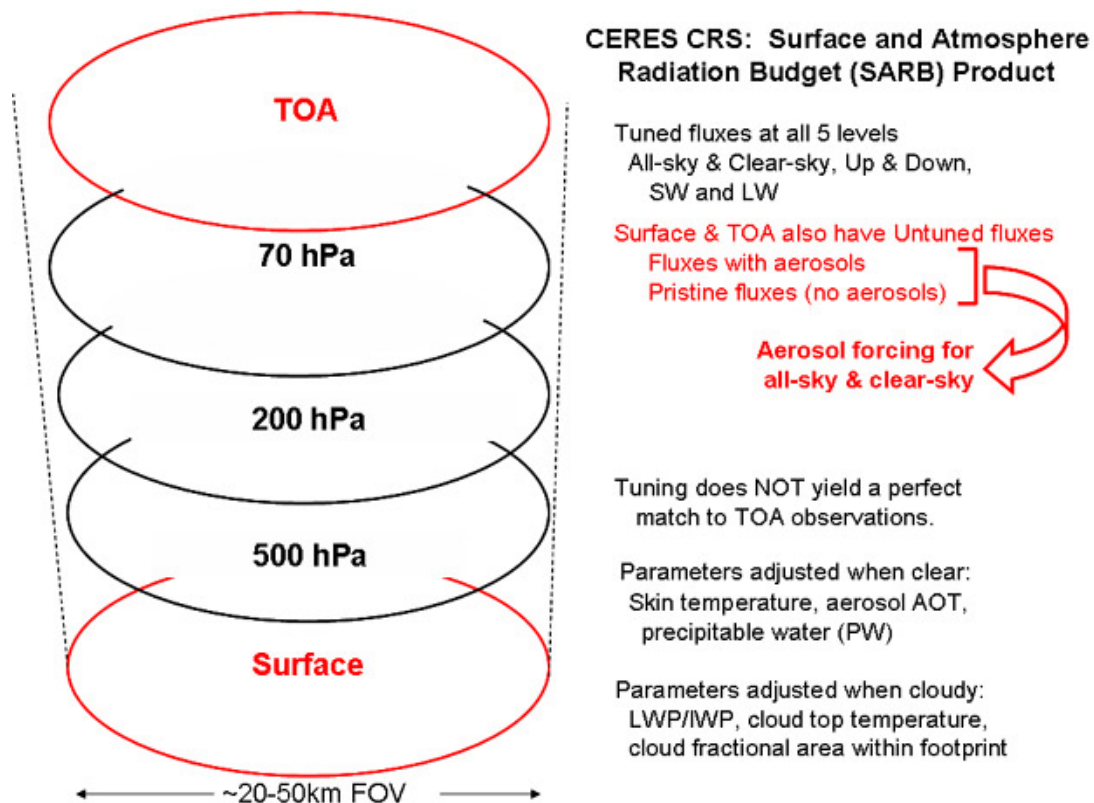 CERES CRS: Surface and Atmosphere
Radiation Budget (SARB) Product
TOA
70 hPa
200 hPa
500 hPa
Surface
~20-50km FOV
Tuned fluxes at all 5 levels
All-sky & Clear-sky, Up & Down,
SW and LW
Surface & TOA also have Untuned fluxes
Fluxes with aerosols
Pristine fluxes (no aerosols)
Aerosol forcing for
all-sky & clear-sky
Tuning does NOT yield a perfect
match to TOA observations.
Parameters adjusted when clear:
Skin temperature, aerosol AOT,
precipitable water (PW)
Parameters adjusted when cloudy:
LWP/IWP, cloud top temperature,
cloud fractional area within footprint